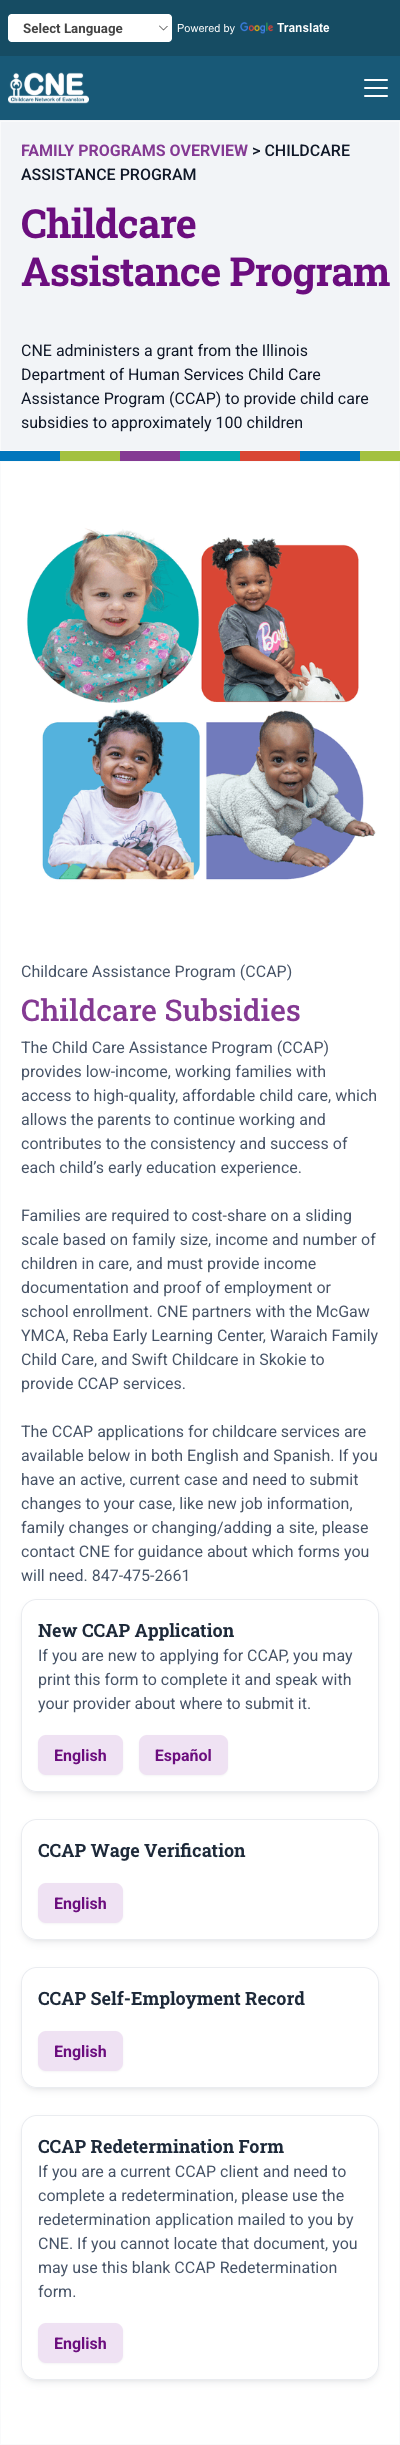 Select Language
Powered by Google Translate
CNE
Childcare Network of Evanston
FAMILY PROGRAMS OVERVIEW > CHILDCARE
ASSISTANCE PROGRAM
Childcare
Assistance Program
CNE administers a grant from the Illinois
Department of Human Services Child Care
Assistance Program (CCAP) to provide child care
subsidies to approximately 100 children
Childcare Assistance Program (CCAP)
Childcare Subsidies
The Child Care Assistance Program (CCAP)
provides low-income, working families with
access to high-quality, affordable child care, which
allows the parents to continue working and
contributes to the consistency and success of
each child’s early education experience.
Families are required to cost-share on a sliding
scale based on family size, income and number of
children in care, and must provide income
documentation and proof of employment or
school enrollment. CNE partners with the McGaw
YMCA, Reba Early Learning Center, Waraich Family
Child Care, and Swift Childcare in Skokie to
provide CCAP services.
The CCAP applications for childcare services are
available below in both English and Spanish. If you
have an active, current case and need to submit
changes to your case, like new job information,
family changes or changing/adding a site, please
contact CNE for guidance about which forms you
will need. 847-475-2661
New CCAP Application
If you are new to applying for CCAP, you may
print this form to complete it and speak with
your provider about where to submit it.
English Español
CCAP Wage Verification
English
CCAP Self-Employment Record
English
CCAP Redetermination Form
If you are a current CCAP client and need to
complete a redetermination, please use the
redetermination application mailed to you by
CNE. If you cannot locate that document, you
may use this blank CCAP Redetermination
form.
English